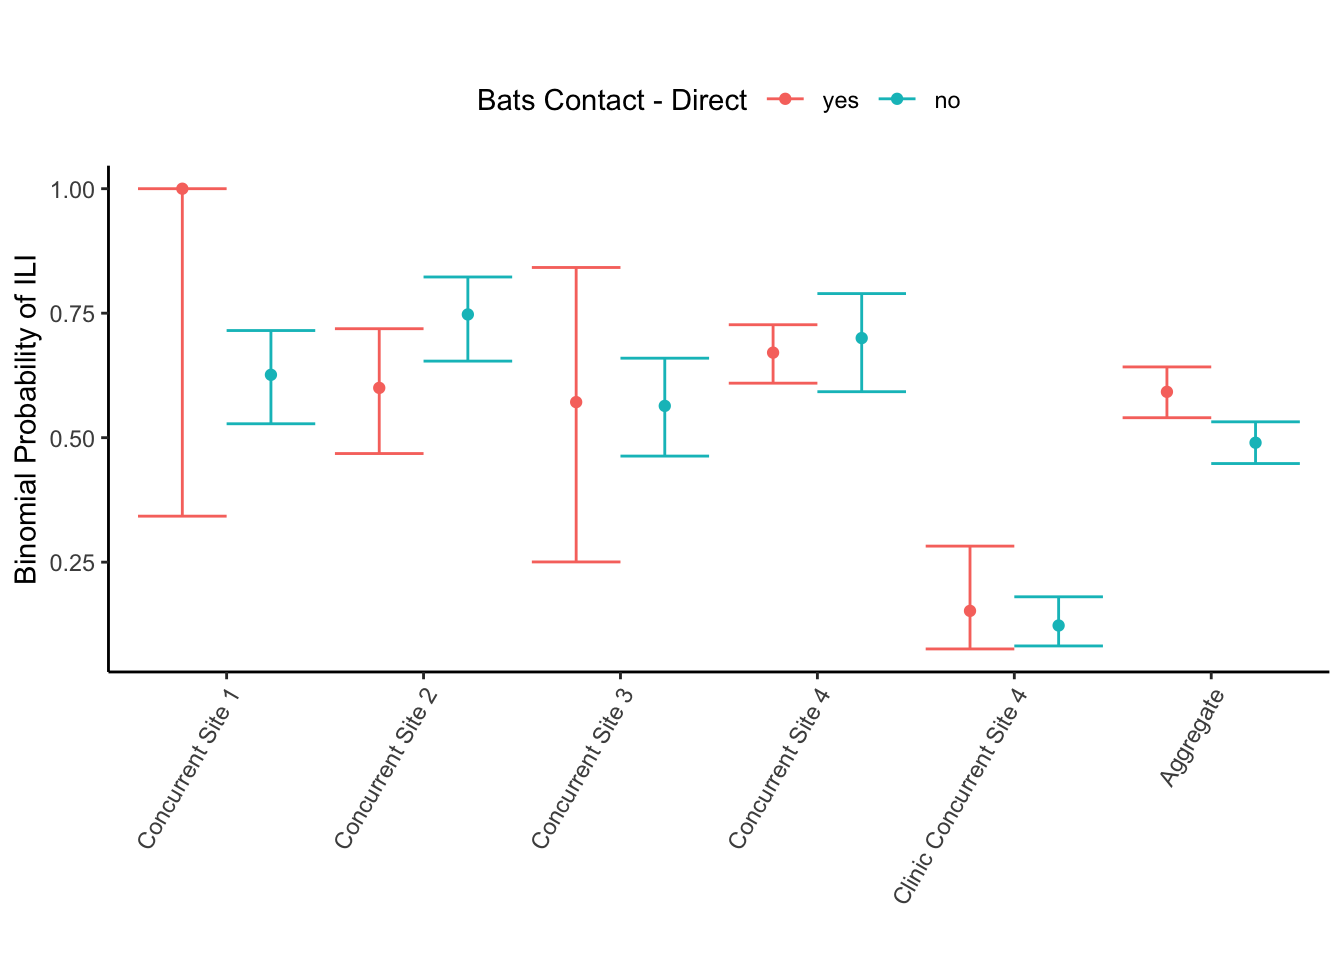 Bats Contact - Direct yes no
Binomial Probability of ILI
1.00
0.75
0.50
0.25
Concurrent Site 1
Concurrent Site 2
Concurrent Site 3
Concurrent Site 4
Clinic Concurrent Site 4
Aggregate